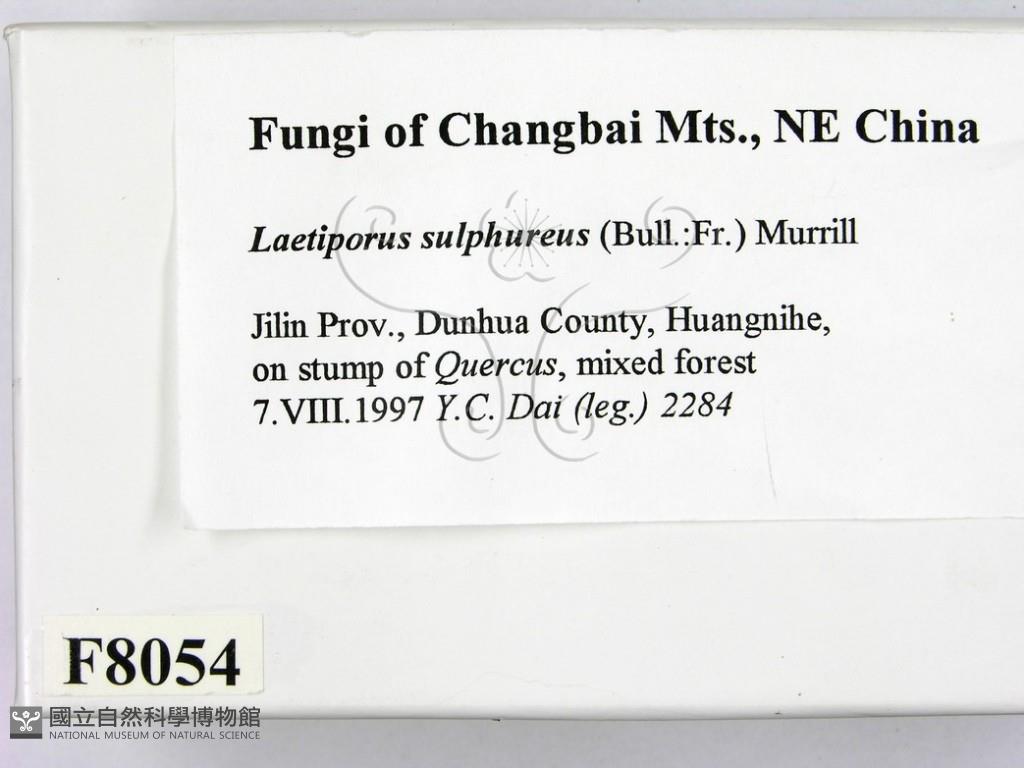 Fungi of Changbai Mts., NE China
Laetiporus sulphureus (Bull.:Fr.) Murrill
Jilin Prov., Dunhua County, Huangnihe,
on stump of Quercus, mixed forest
7.VIII.1997 Y.C. Dai (leg.) 2284
F8054
國立自然科學博物館
NATIONAL MUSEUM OF NATURAL SCIENCE